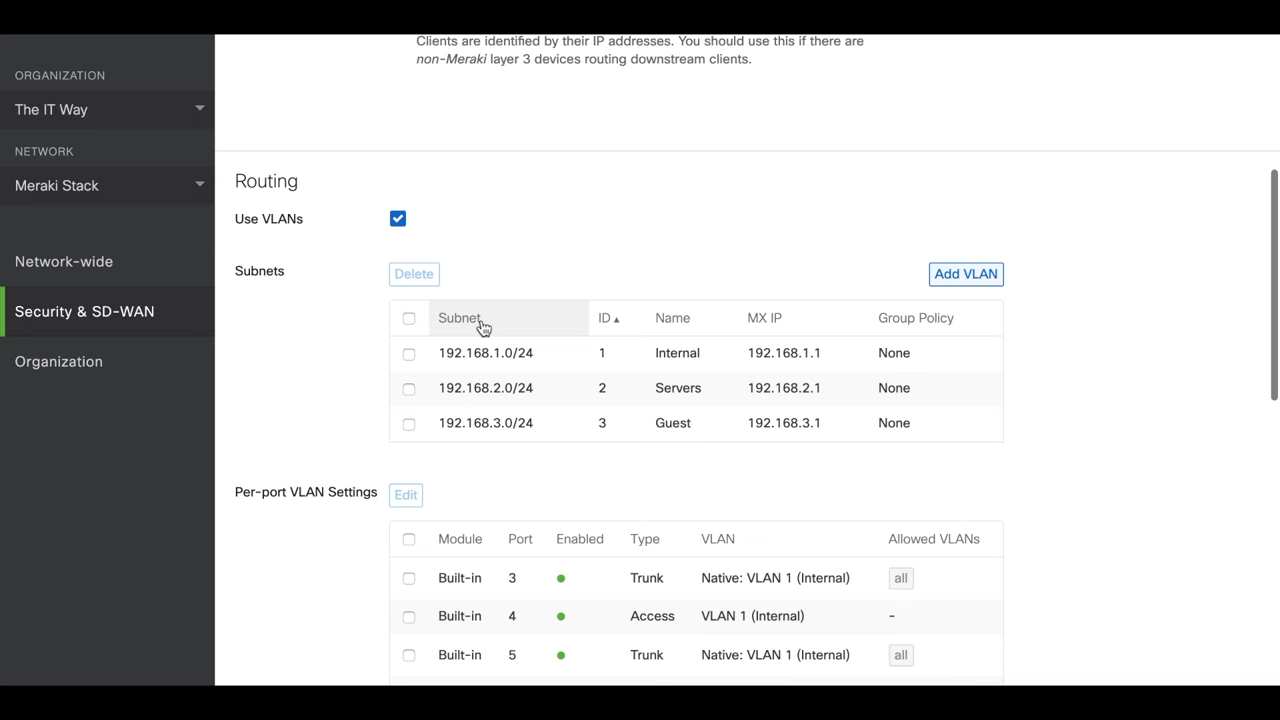 Clients are identified by their IP addresses. You should use this if there are
non-Meraki layer 3 devices routing downstream clients.
ORGANIZATION
The IT Way
NETWORK
Meraki Stack
Network-wide
Security & SD-WAN
Organization
Routing
Use VLANs
Subnets
Delete
Add VLAN
Subnet ID ▲ Name MX IP Group Policy
192.168.1.0/24 1 Internal 192.168.1.1 None
192.168.2.0/24 2 Servers 192.168.2.1 None
192.168.3.0/24 3 Guest 192.168.3.1 None
Per-port VLAN Settings
Edit
Module Port Enabled Type VLAN Allowed VLANs
Built-in 3 Trunk Native: VLAN 1 (Internal) all
Built-in 4 Access VLAN 1 (Internal) -
Built-in 5 Trunk Native: VLAN 1 (Internal) all